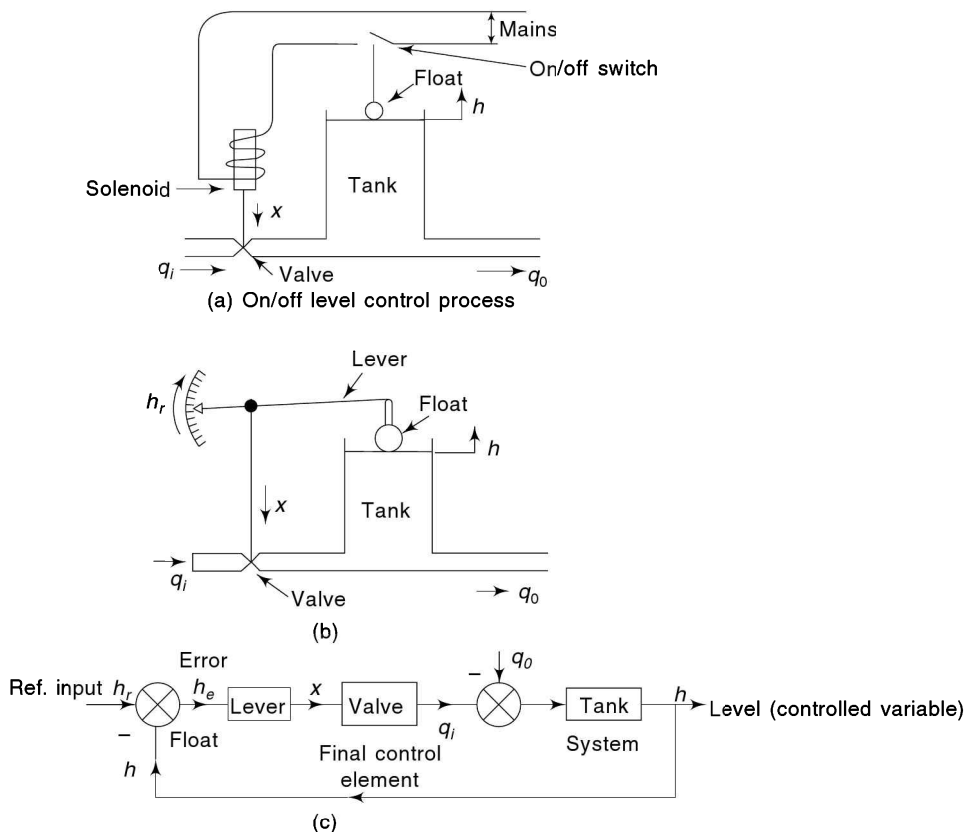 Mains
On/off switch
Float
h
Tank
Solenoid
x
qi
Valve
q0
(a) On/off level control process
Lever
hr
Float
h
x
Tank
qi
Valve
q0
(b)
Error
q0
Ref. input hr
he
Lever
x
Valve
Tank
h
Level (controlled variable)
−
−
Float
qi
System
h
Final control
element
(c)